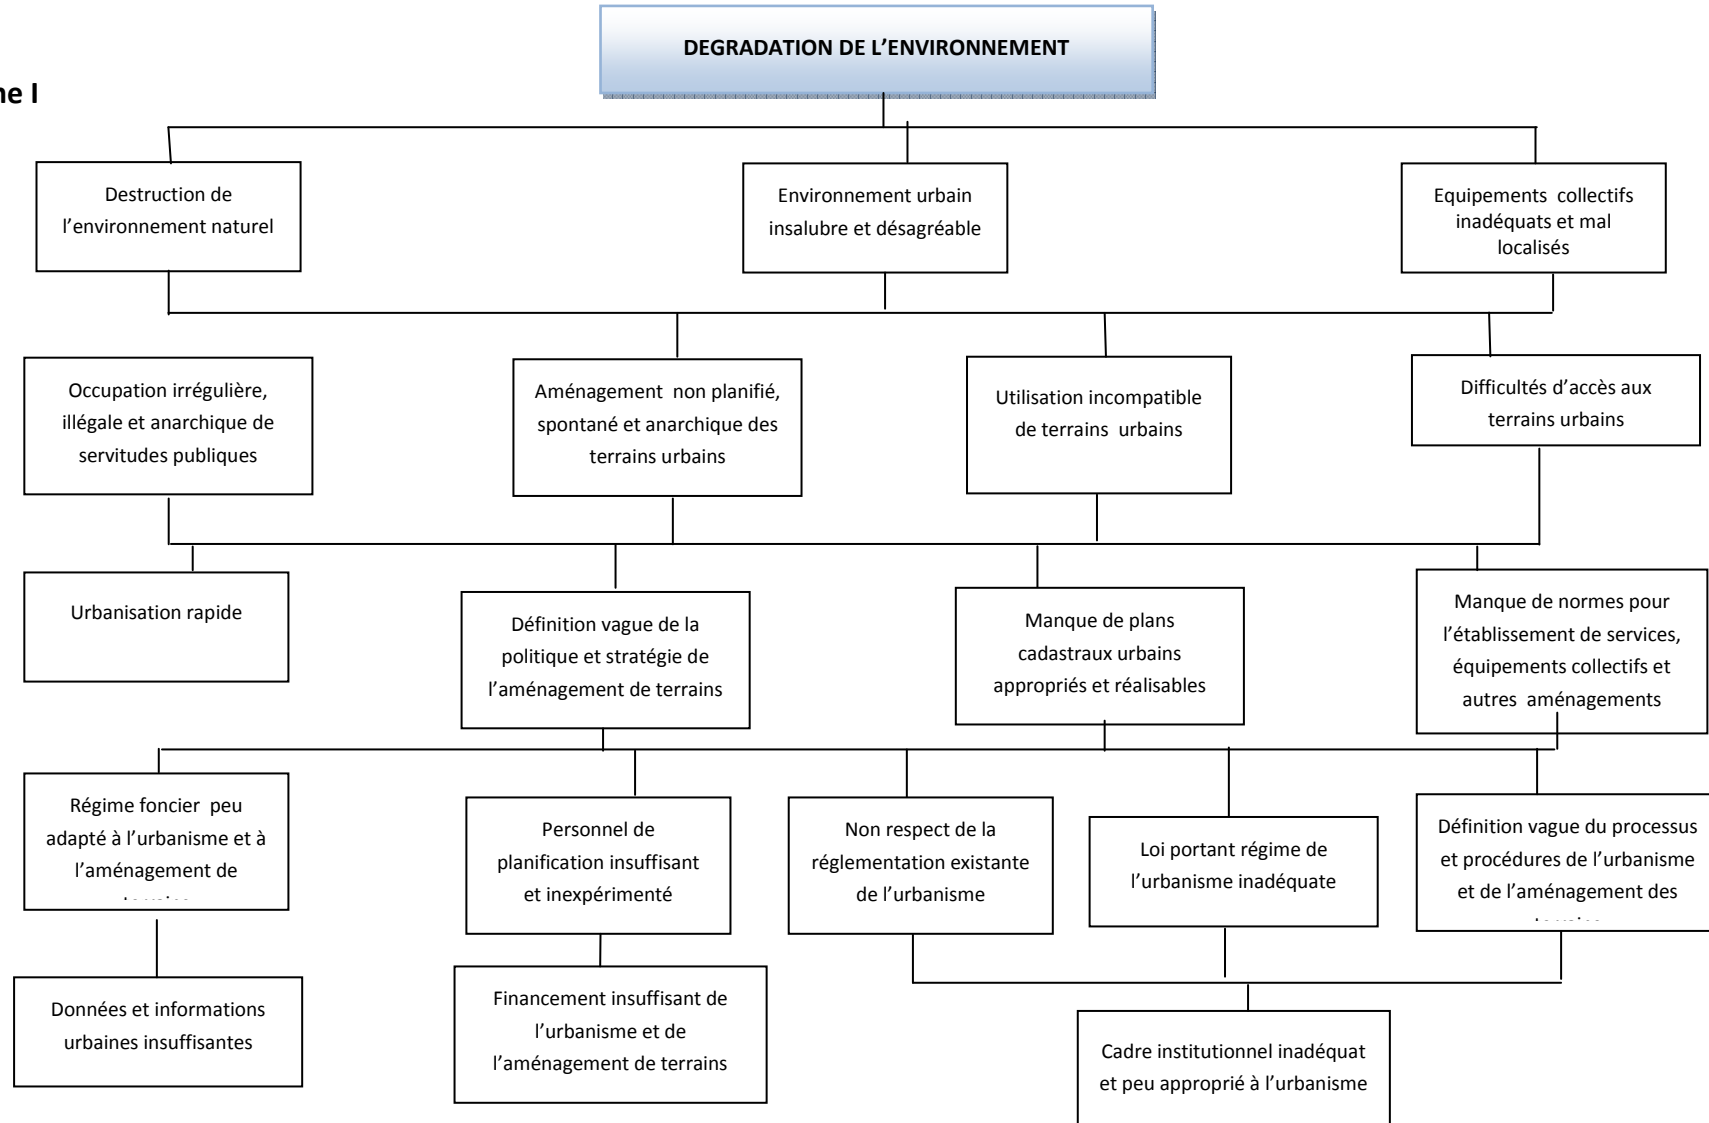 DEGRADATION DE L’ENVIRONNEMENT
ne I
Destruction de
l’environnement naturel
Environnement urbain
insalubre et désagréable
Equipements collectifs
inadéquats et mal
localisés
Occupation irrégulière,
illégale et anarchique de
servitudes publiques
Aménagement non planifié,
spontané et anarchique des
terrains urbains
Utilisation incompatible
de terrains urbains
Difficultés d’accès aux
terrains urbains
Urbanisation rapide
Définition vague de la
politique et stratégie de
l’aménagement de terrains
Manque de plans
cadastraux urbains
appropriés et réalisables
Manque de normes pour
l’établissement de services,
équipements collectifs et
autres aménagements
Régime foncier peu
adapté à l’urbanisme et à
l’aménagement de
Personnel de
planification insuffisant
et inexpérimenté
Non respect de la
réglementation existante
de l’urbanisme
Loi portant régime de
l’urbanisme inadéquate
Définition vague du processus
et procédures de l’urbanisme
et de l’aménagement des
Données et informations
urbaines insuffisantes
Financement insuffisant de
l’urbanisme et de
l’aménagement de terrains
Cadre institutionnel inadéquat
et peu approprié à l’urbanisme